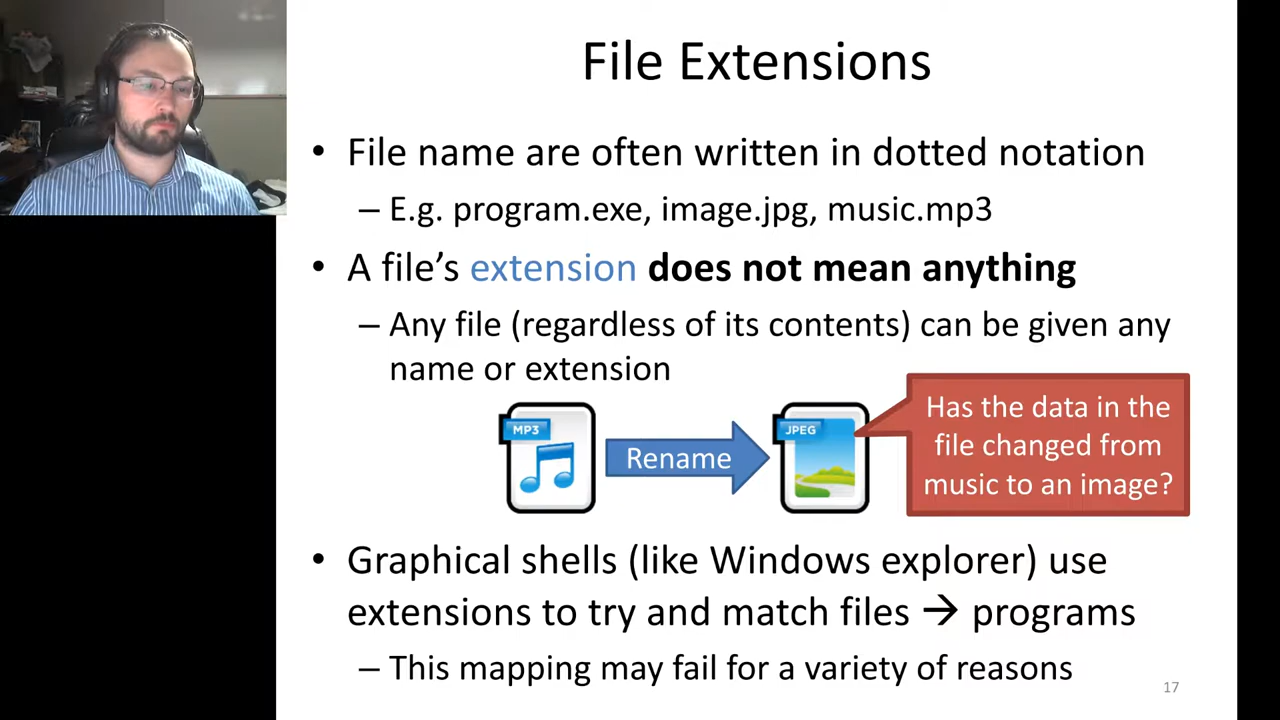 File Extensions
• File name are often written in dotted notation
– E.g. program.exe, image.jpg, music.mp3
• A file’s extension does not mean anything
– Any file (regardless of its contents) can be given any
name or extension
MP3
Rename
JPEG
Has the data in the
file changed from
music to an image?
• Graphical shells (like Windows explorer) use
extensions to try and match files → programs
– This mapping may fail for a variety of reasons
17